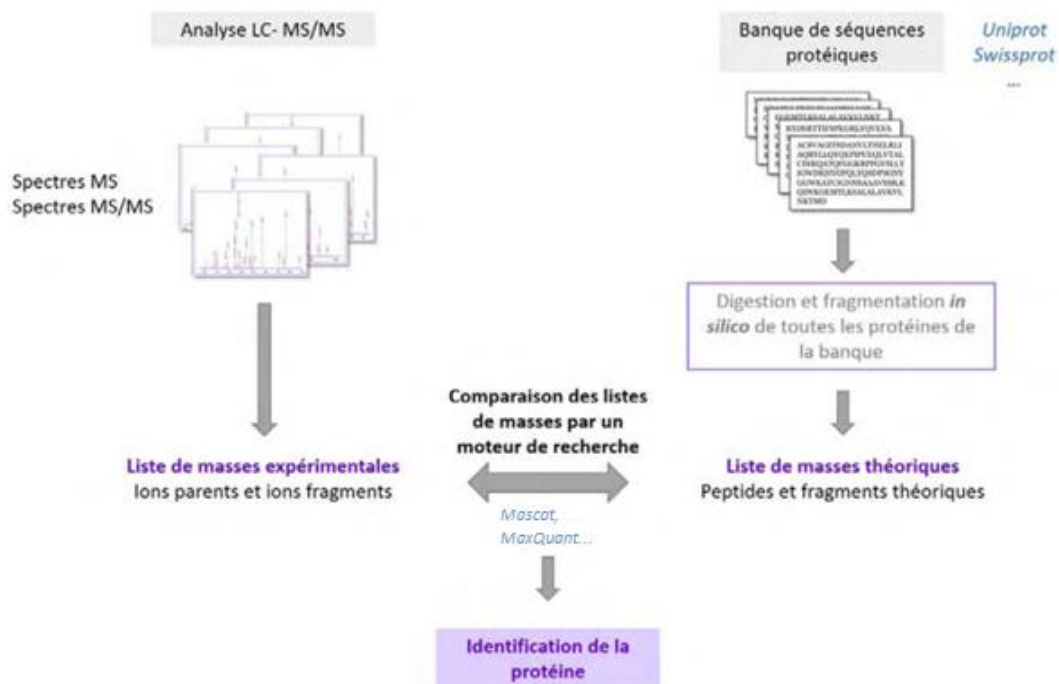 Analyse LC- MS/MS
Banque de séquences
protéiques
Uniprot
Swissprot
...
Spectres MS
Spectres MS/MS
Digestion et fragmentation in
silico de toutes les protéines de
la banque
Comparaison des listes
de masses par un
moteur de recherche
Liste de masses expérimentales
Ions parents et ions fragments
Liste de masses théoriques
Peptides et fragments théoriques
Mascot,
MaxQuant...
Identification de la
protéine